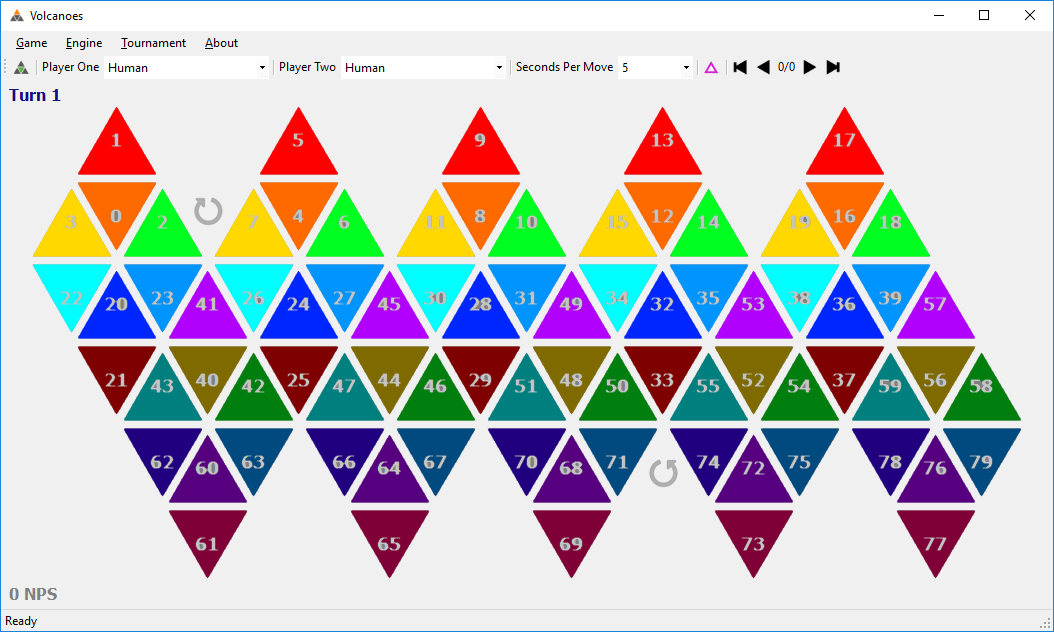 Volcanoes
Game Engine Tournament About
Player One Human Player Two Human Seconds Per Move 5 0/0
Turn 1
1 5 9 13 17
3 0 2 7 4 6 11 8 10 15 12 14 19 16 18
22 20 23 41 26 24 27 45 30 28 31 49 34 32 35 53 38 36 39 57
21 43 40 42 25 47 44 46 29 51 48 50 33 55 52 54 37 59 56 58
62 60 63 66 64 67 70 68 71 74 72 75 78 76 79
61 65 69 73 77
0 NPS
Ready